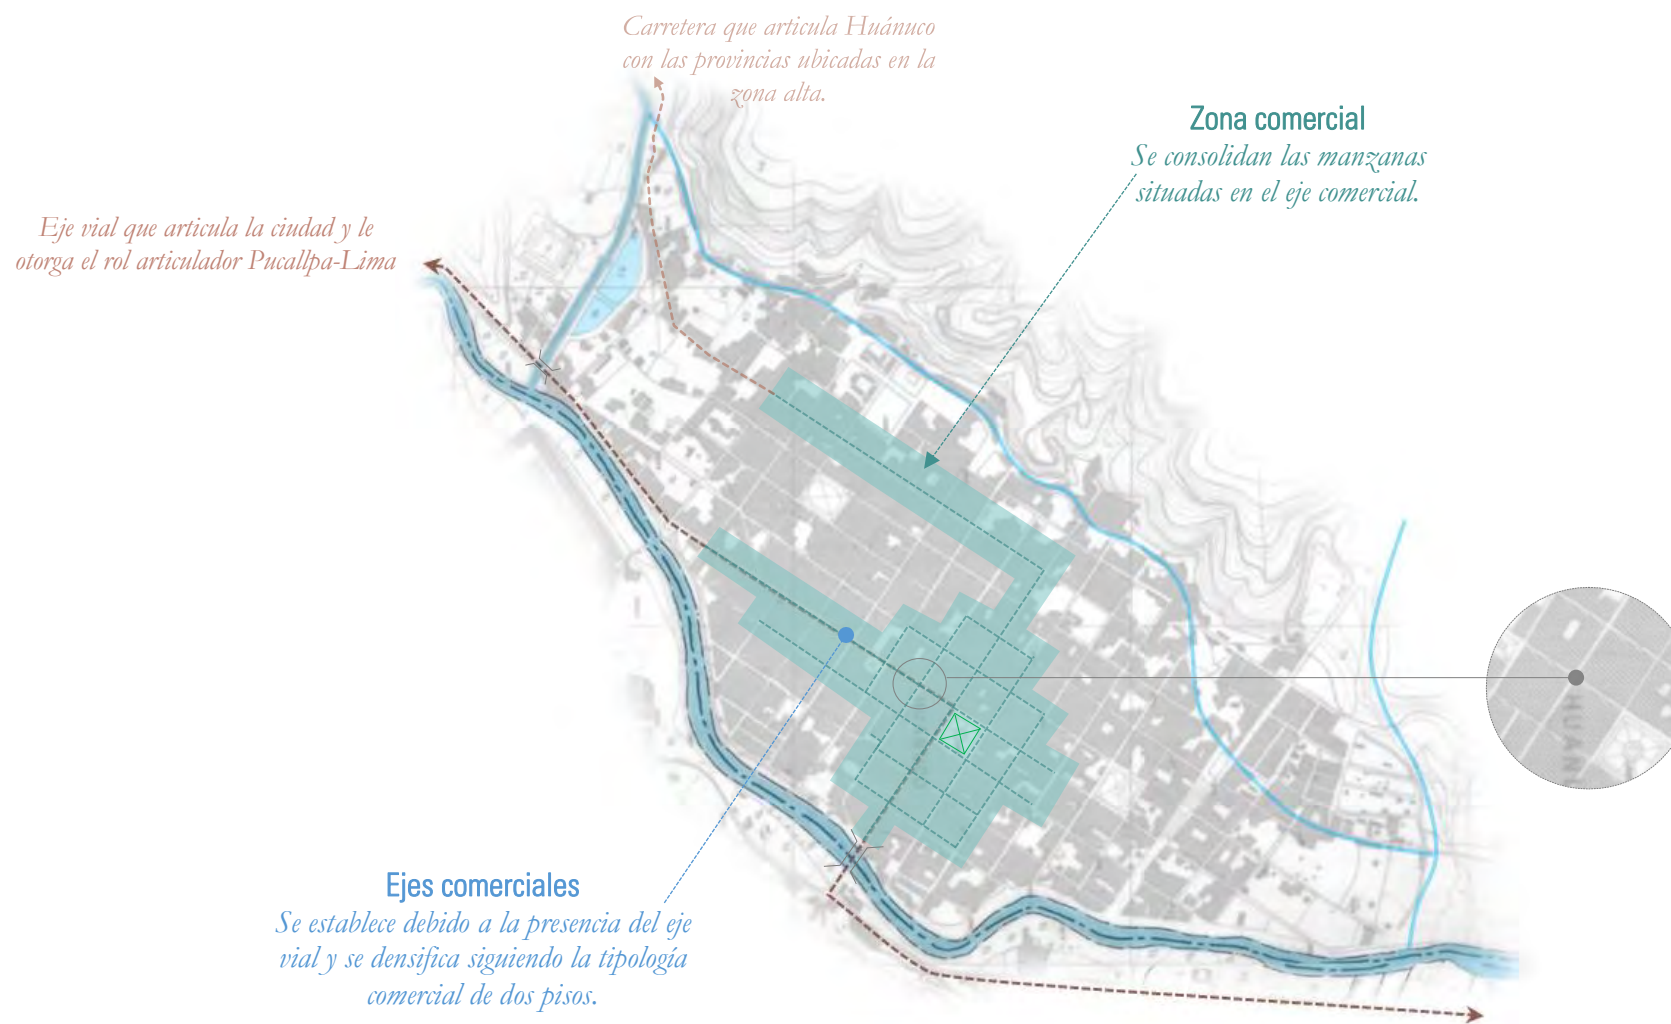 Carretera que articula Huánuco
con las provincias ubicadas en la
zona alta.
Zona comercial
Se consolidan las manzanas
situadas en el eje comercial.
Eje vial que articula la ciudad y le
otorga el rol articulador Pucallpa-Lima
Ejes comerciales
Se establece debido a la presencia del eje
vial y se densifica siguiendo la tipología
comercial de dos pisos.